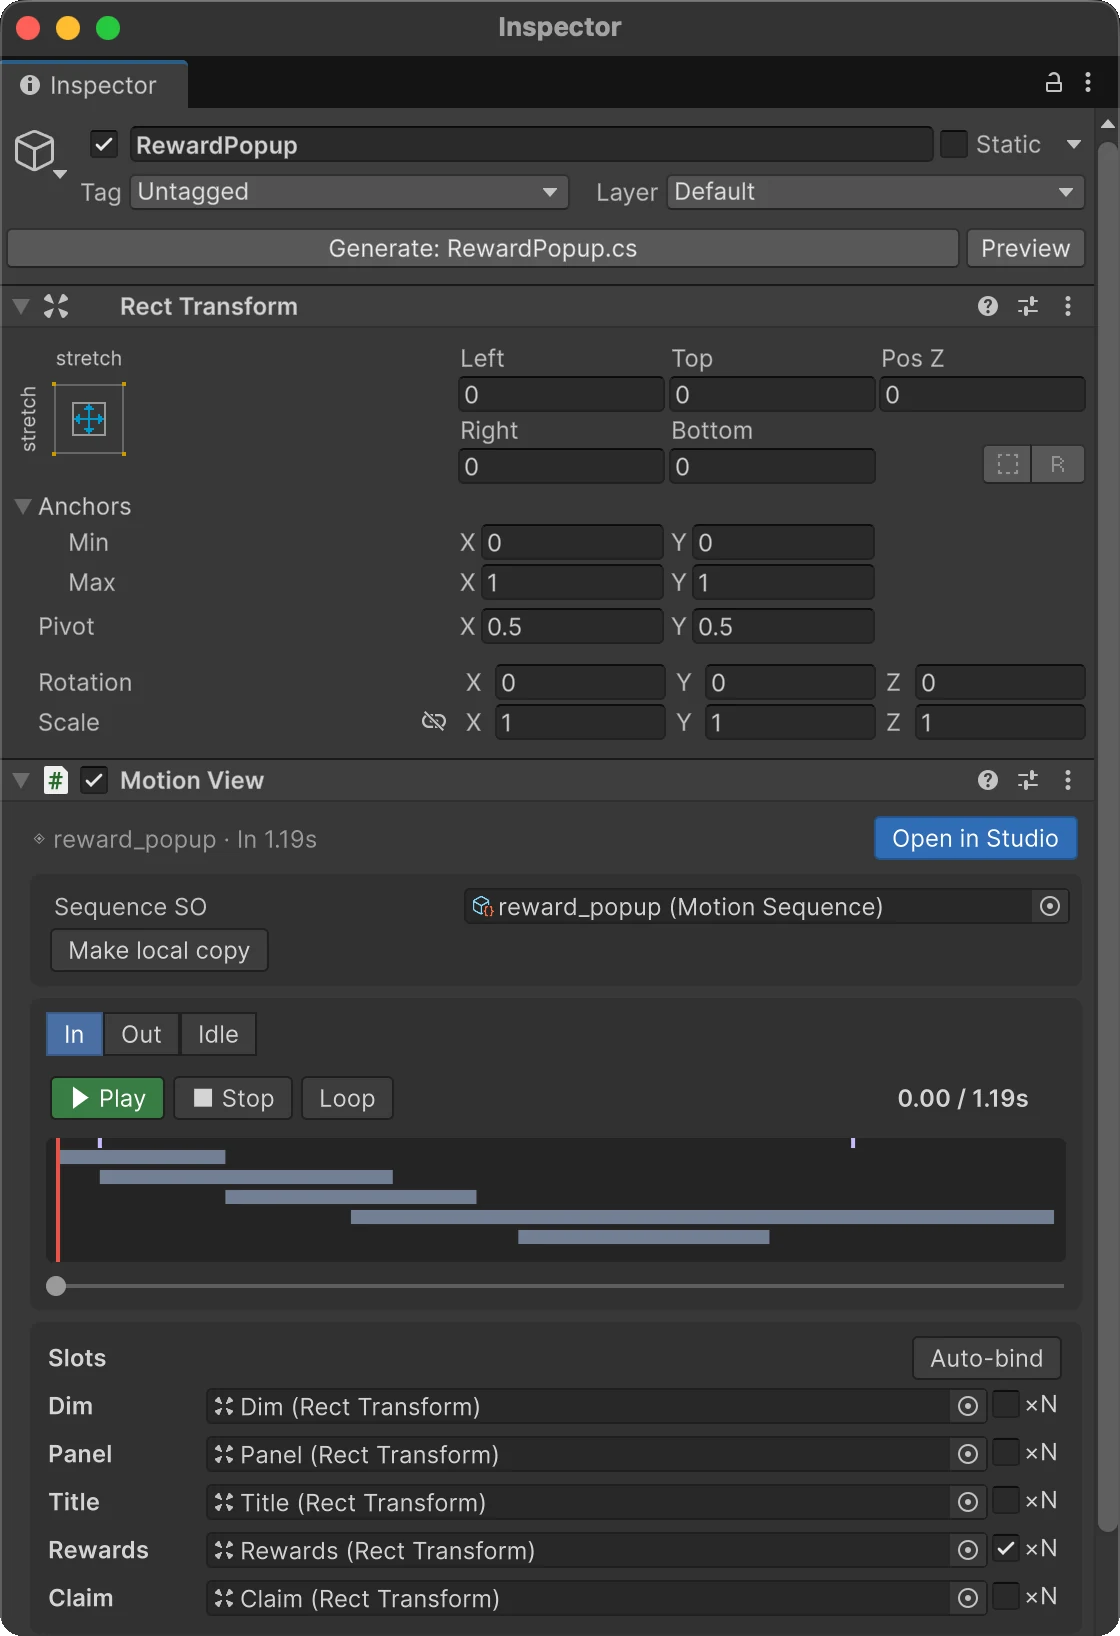 Inspector
Inspector
RewardPopup
Static
Tag
Untagged
Layer
Default
Generate: RewardPopup.cs
Preview
Rect Transform
stretch
stretch
Left
Top
Pos Z
0
0
0
Right
Bottom
0
0
R
Anchors
Min
X 0
Y 0
Max
X 1
Y 1
Pivot
X 0.5
Y 0.5
Rotation
X 0
Y 0
Z 0
Scale
X 1
Y 1
Z 1
#
Motion View
reward_popup · In 1.19s
Open in Studio
Sequence SO
reward_popup (Motion Sequence)
Make local copy
In
Out
Idle
Play
Stop
Loop
0.00 / 1.19s
Slots
Auto-bind
Dim
Dim (Rect Transform)
×N
Panel
Panel (Rect Transform)
×N
Title
Title (Rect Transform)
×N
Rewards
Rewards (Rect Transform)
×N
Claim
Claim (Rect Transform)
×N